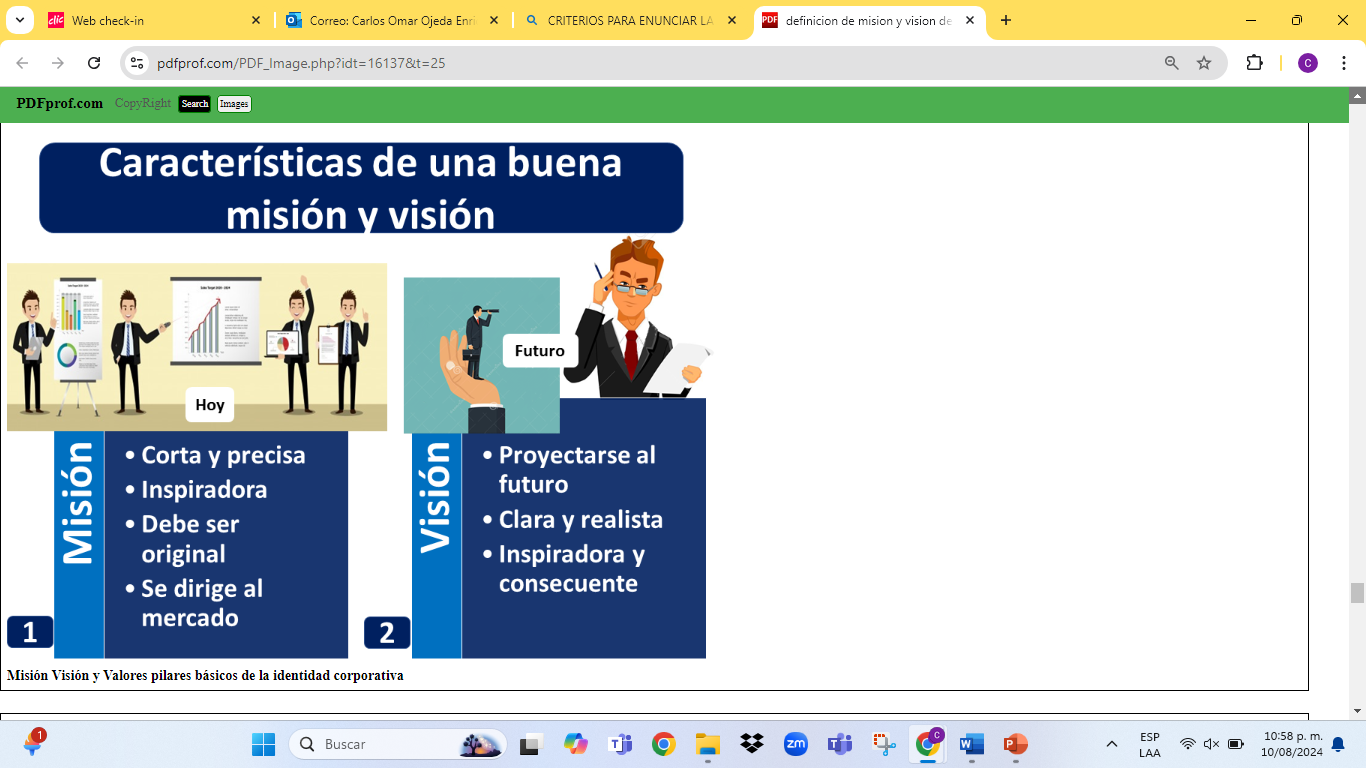 Web check-in
Correo: Carlos Omar Ojeda Enri
CRITERIOS PARA ENUNCIAR LA
PDF
definicion de mision y vision de
pdfprof.com/PDF_Image.php?idt=16137&t=25
C
PDFprof.com CopyRight Search Images
Características de una buena
misión y visión
Hoy
Futuro
Misión
• Corta y precisa
• Inspiradora
• Debe ser
original
• Se dirige al
mercado
1
Visión
• Proyectarse al
futuro
• Clara y realista
• Inspiradora y
consecuente
2
Misión Visión y Valores pilares básicos de la identidad corporativa
1
Buscar
zm
C
W
P
ESP
LAA
10:58 p. m.
10/08/2024